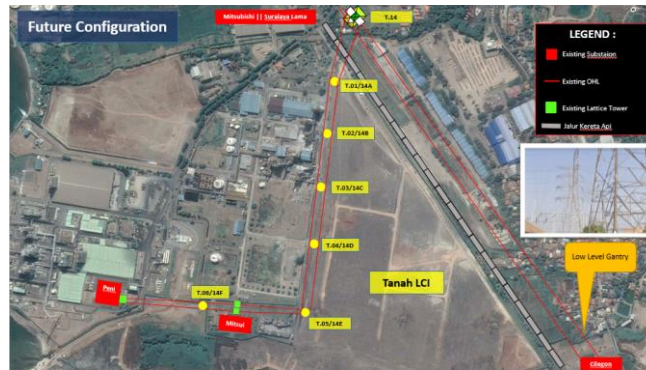 Future Configuration
Mitsubishi || Suralaya Lama
T.14
LEGEND :
Existing Substaion
Existing OHL
Existing Lattice Tower
Jalur Kereta Api
T.01/14A
T.02/14B
T.03/14C
T.04/14D
Low Level Gantry
Tanah LCI
Peni
T.06/14F
Mitsui
T.05/14E
Cilegon